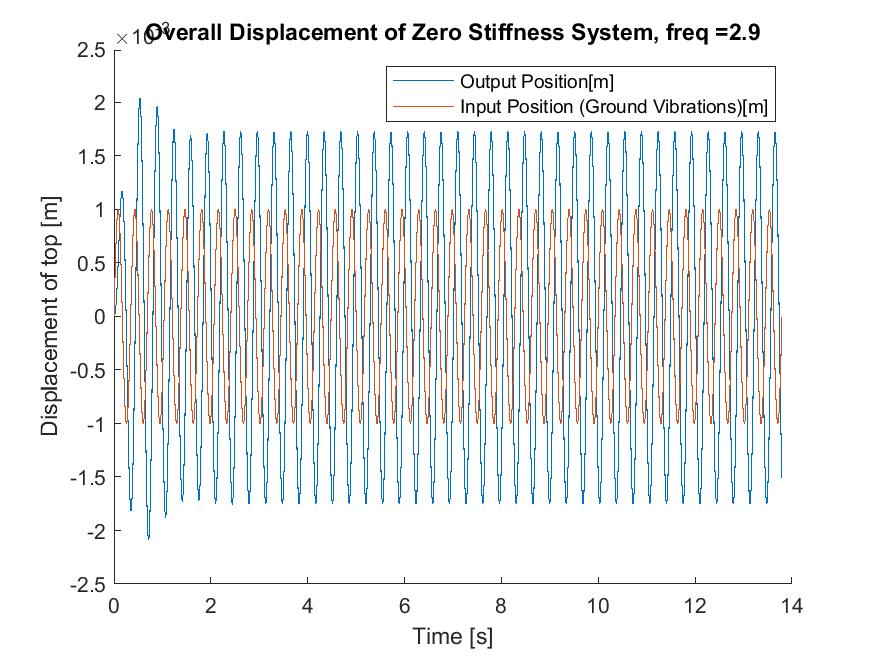 ×10-3
Overall Displacement of Zero Stiffness System, freq =2.9
2.5
Output Position[m]
Input Position (Ground Vibrations)[m]
2
1.5
1
0.5
0
-0.5
-1
-1.5
-2
-2.5
Displacement of top [m]
0 2 4 6 8 10 12 14
Time [s]